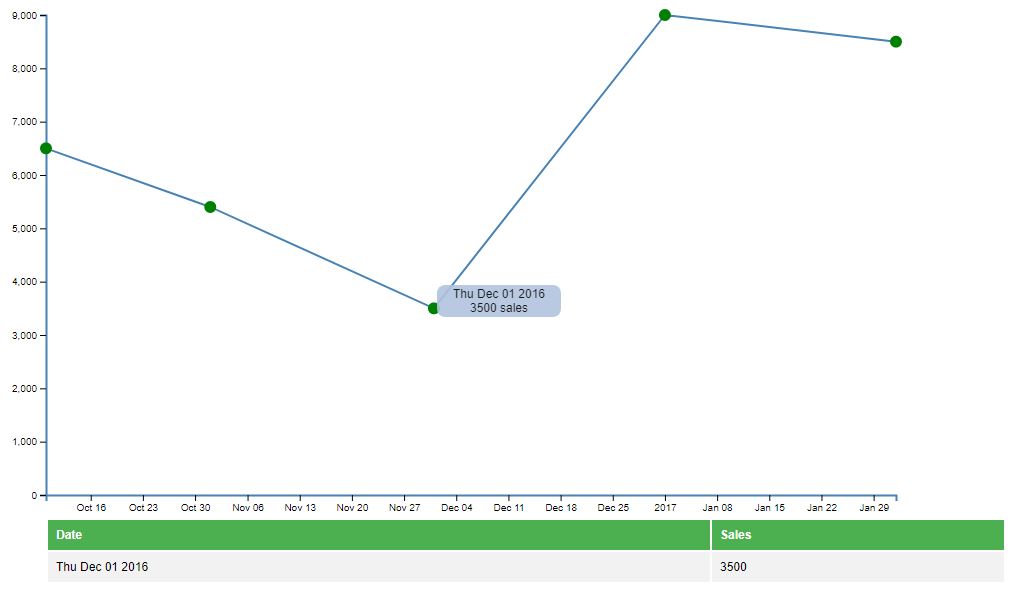 9,000
8,000
7,000
6,000
5,000
4,000
3,000
2,000
1,000
0
Thu Dec 01 2016
3500 sales
Oct 16 Oct 23 Oct 30 Nov 06 Nov 13 Nov 20 Nov 27 Dec 04 Dec 11 Dec 18 Dec 25 2017 Jan 08 Jan 15 Jan 22 Jan 29
Date Sales
Thu Dec 01 2016 3500